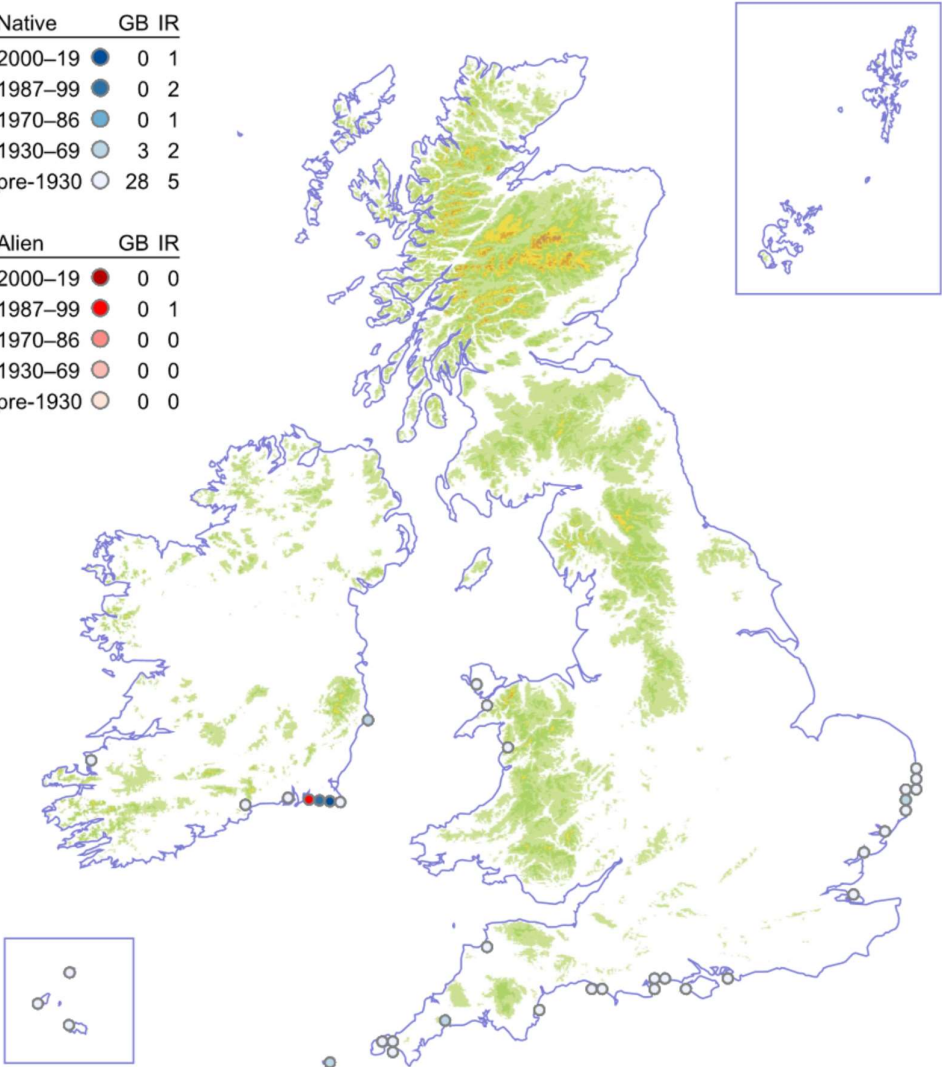 Native GB IR
2000–19 0 1
1987–99 0 2
1970–86 0 1
1930–69 3 2
pre-1930 28 5
Alien GB IR
2000–19 0 0
1987–99 0 1
1970–86 0 0
1930–69 0 0
pre-1930 0 0